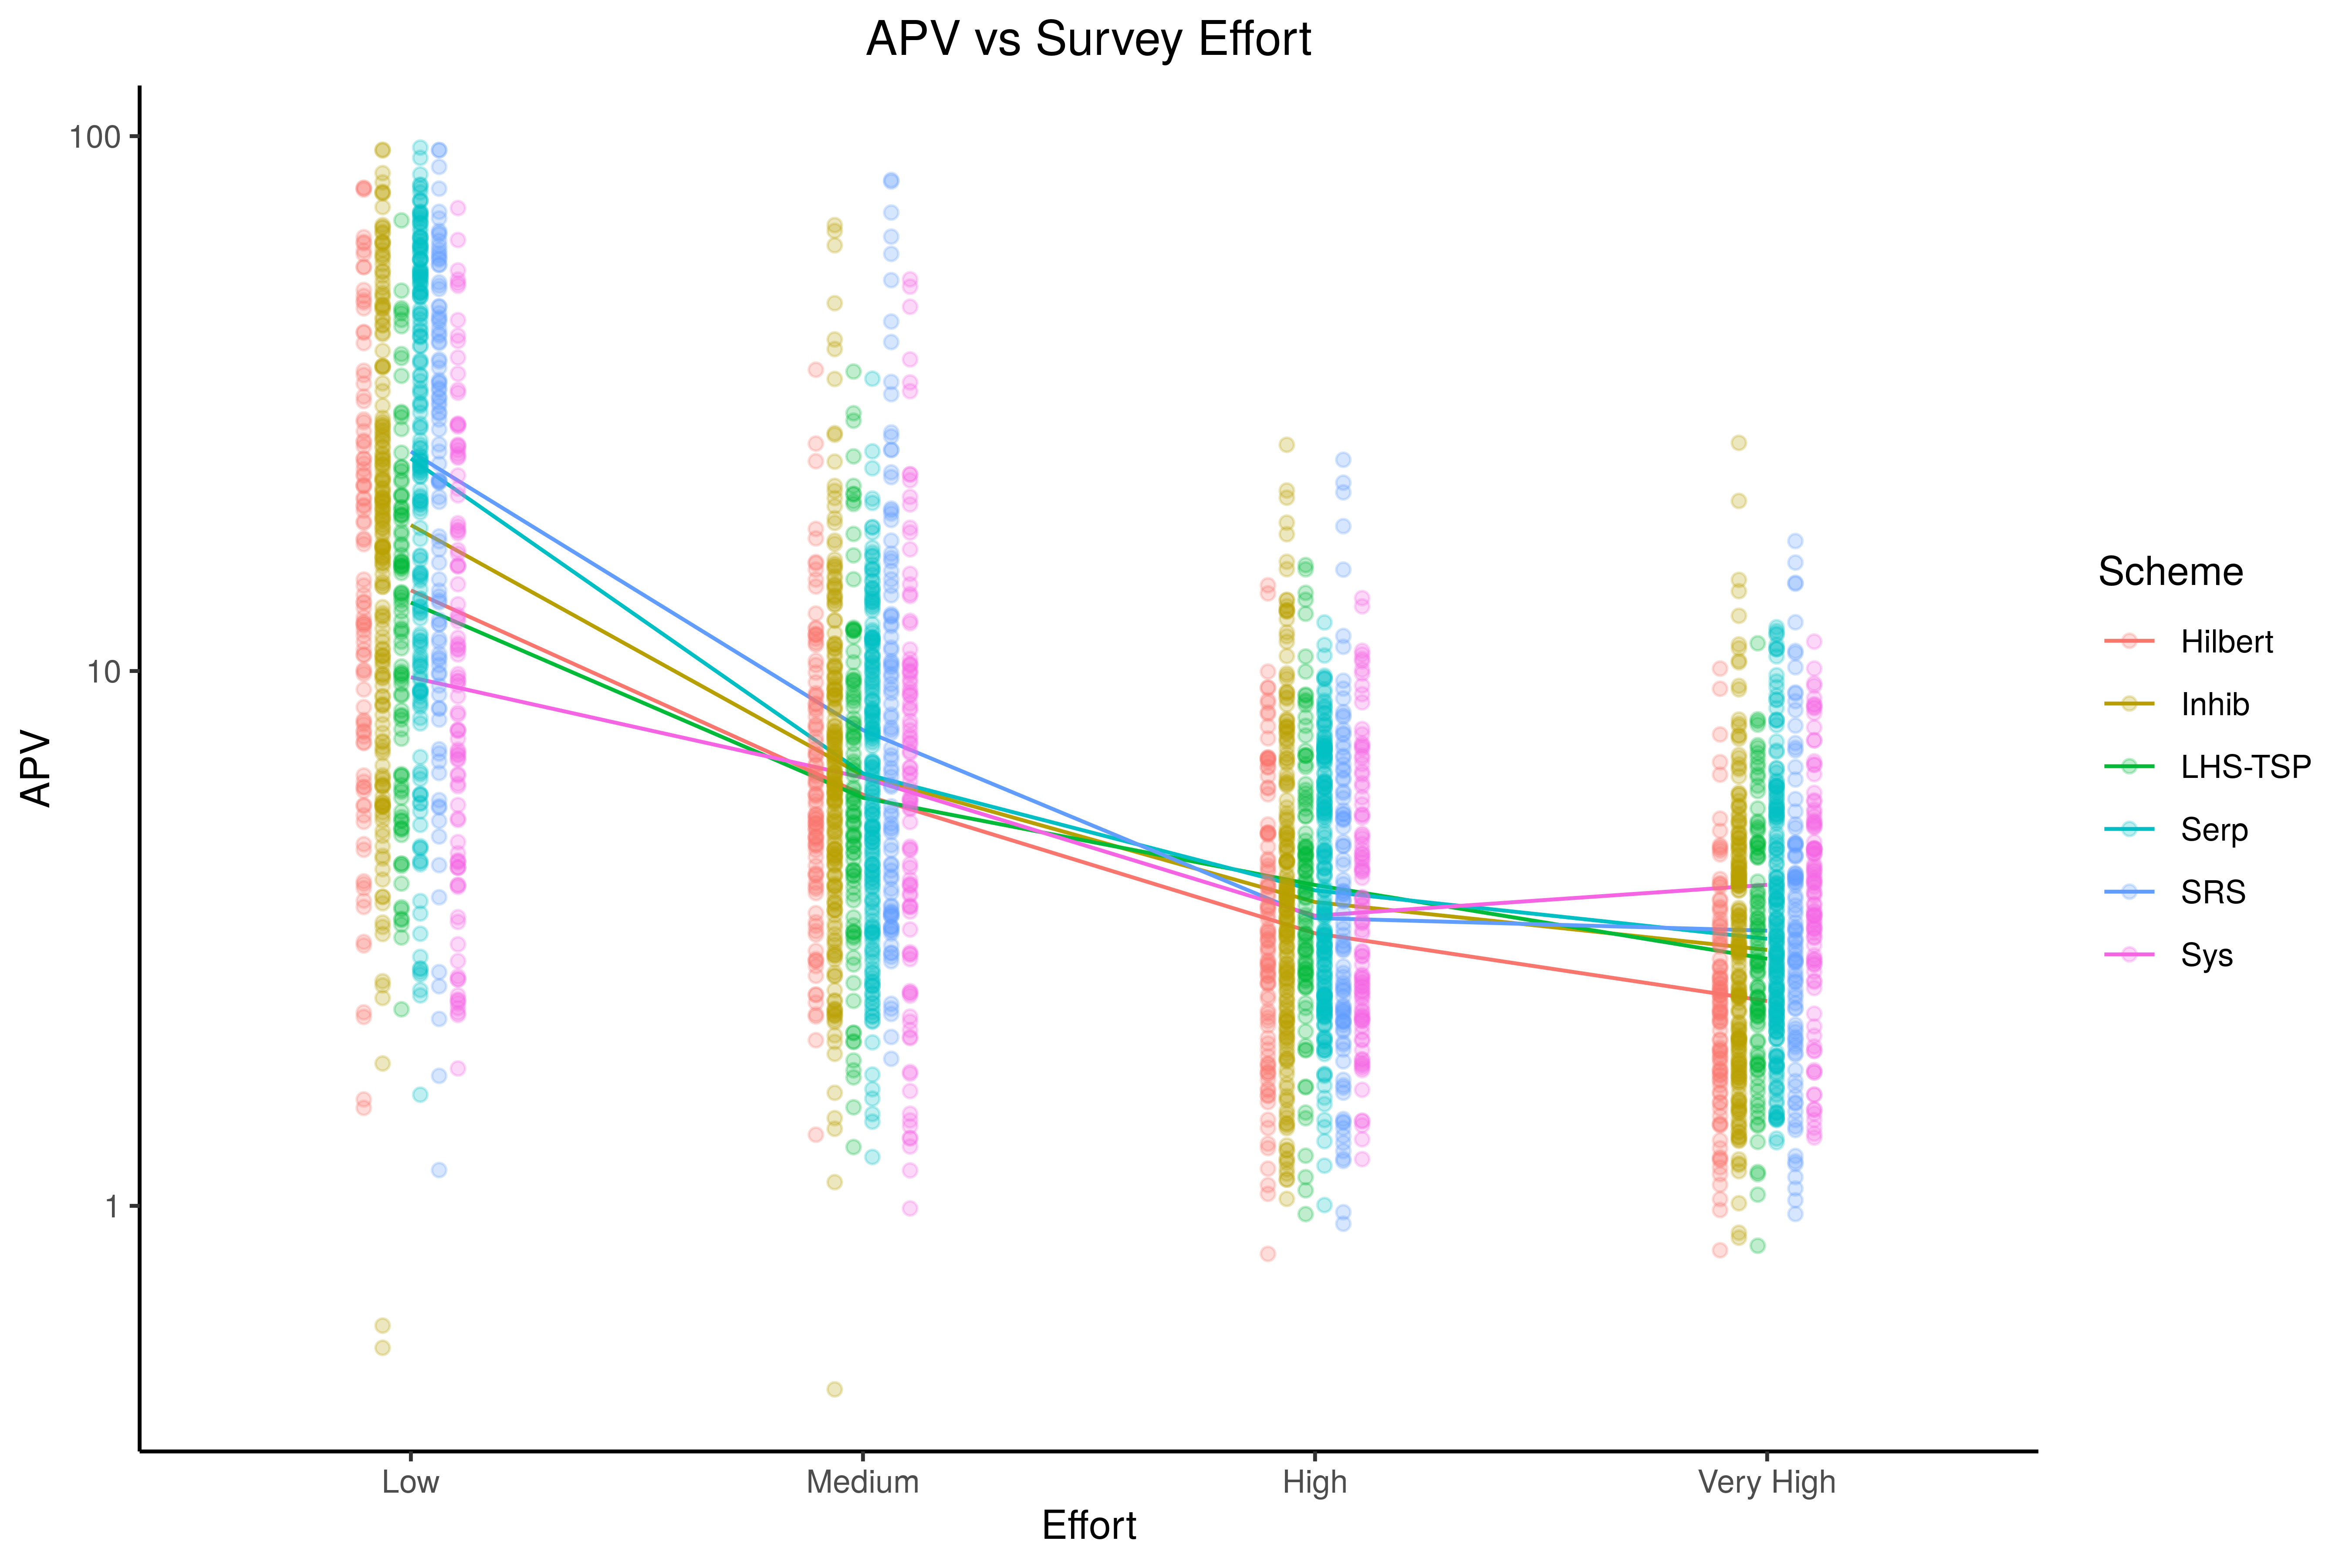 APV vs Survey Effort
100
10
1
APV
Low
Medium
High
Very High
Effort
Scheme
Hilbert
Inhib
LHS-TSP
Serp
SRS
Sys